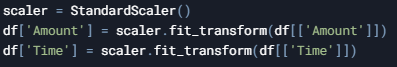 scaler = StandardScaler()
df['Amount'] = scaler.fit_transform(df[['Amount']])
df['Time'] = scaler.fit_transform(df[['Time']])